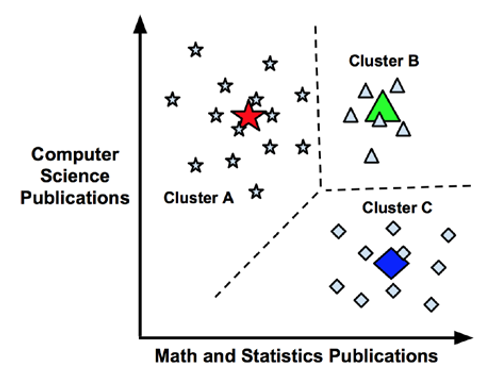 Cluster B
Computer
Science
Publications
Cluster A
Cluster C
Math and Statistics Publications